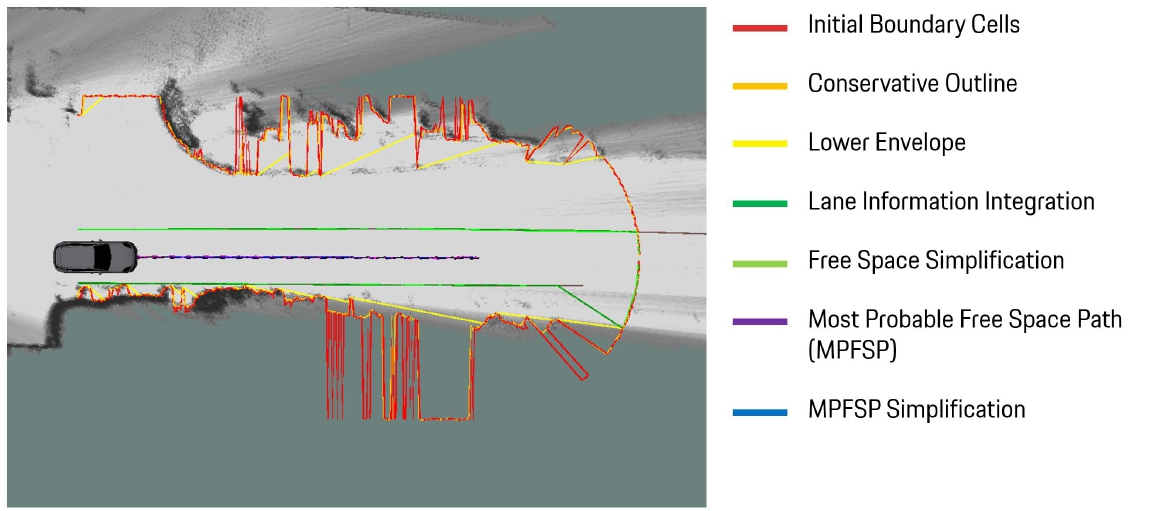 Initial Boundary Cells
Conservative Outline
Lower Envelope
Lane Information Integration
Free Space Simplification
Most Probable Free Space Path
(MPFSP)
MPFSP Simplification